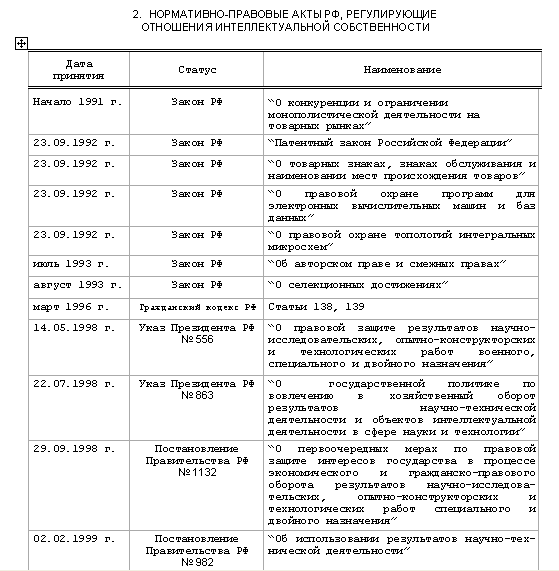 2. НОРМАТИВНО-ПРАВОВЫЕ АКТЫ РФ, РЕГУЛИРУЮЩИЕ
ОТНОШЕНИЯ ИНТЕЛЛЕКТУАЛЬНОЙ СОБСТВЕННОСТИ
Дата
принятия
Статус
Наименование
Начало 1991 г.
Закон РФ
“О конкуренции и ограничении
монополистической деятельности на
товарных рынках”
23.09.1992 г.
Закон РФ
“Патентный закон Российской Федерации”
23.09.1992 г.
Закон РФ
“О товарных знаках, знаках обслуживания и
наименовании мест происхождения товаров”
23.09.1992 г.
Закон РФ
“О правовой охране программ для
электронных вычислительных машин и баз
данных”
23.09.1992 г.
Закон РФ
“О правовой охране топологий интегральных
микросхем”
июль 1993 г.
Закон РФ
“Об авторском праве и смежных правах”
август 1993 г.
Закон РФ
“О селекционных достижениях”
март 1996 г.
Гражданский кодекс РФ
Статьи 138, 139
14.05.1998 г.
Указ Президента РФ
№556
“О правовой защите результатов научно-
исследовательских, опытно-конструкторских
и технологических работ военного,
специального и двойного назначения”
22.07.1998 г.
Указ Президента РФ
№863
“О государственной политике по
вовлечению в хозяйственный оборот
результатов научно-технической
деятельности и объектов интеллектуальной
деятельности в сфере науки и технологии”
29.09.1998 г.
Постановление
Правительства РФ
№1132
“О первоочередных мерах по правовой
защите интересов государства в процессе
экономического и гражданско-правового
оборота результатов научно-исследова-
тельских, опытно-конструкторских и
технологических работ специального и
двойного назначения”
02.02.1999 г.
Постановление
Правительства РФ
№982
“Об использовании результатов научно-тех-
нической деятельности”